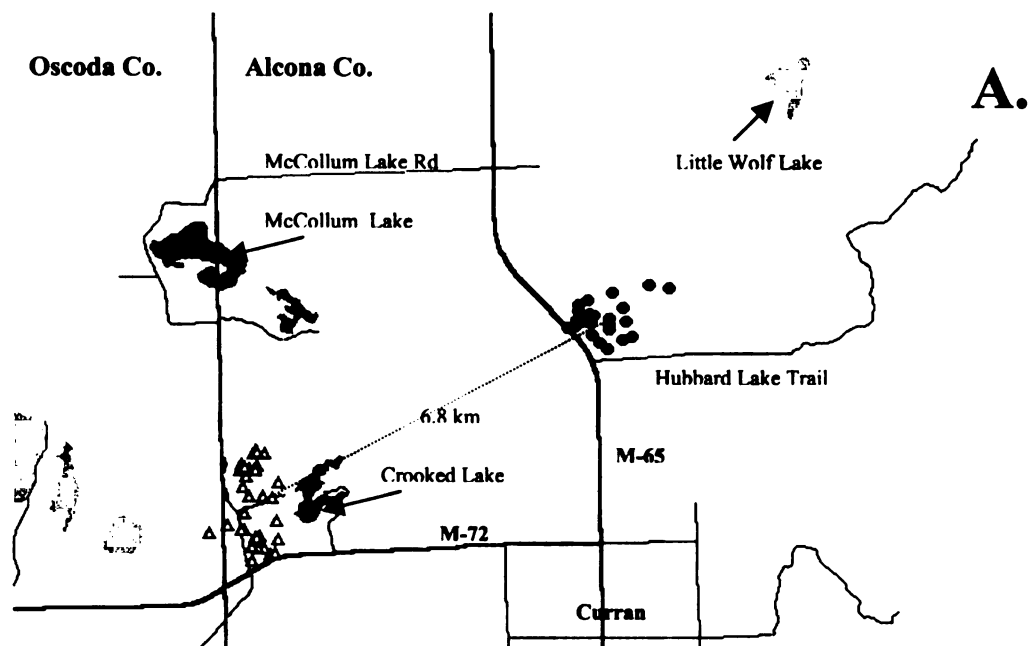 Oscoda Co.
Alcona Co.
A.
McCollum Lake Rd
Little Wolf Lake
McCollum Lake
Hubbard Lake Trail
6.8 km
M-65
Crooked Lake
M-72
Curran